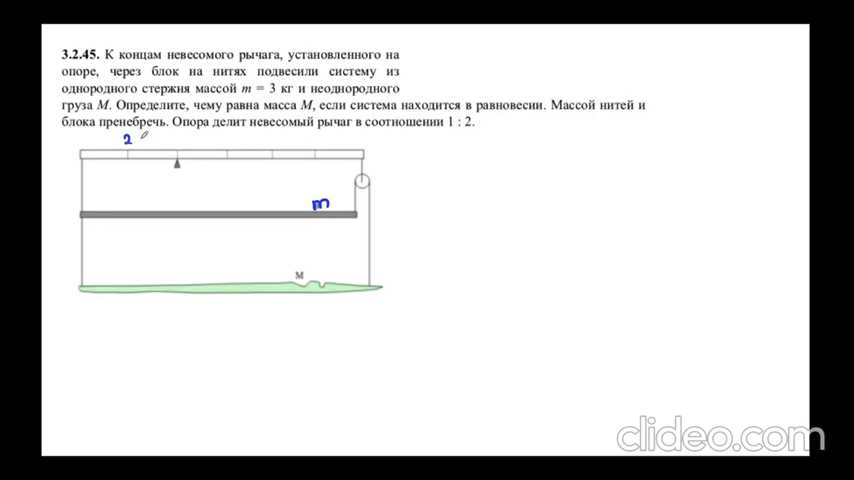 3.2.45. К концам невесомого рычага, установленного на
опоре, через блок на нитях подвесили систему из
однородного стержня массой m = 3 кг и неоднородного
груза M. Определите, чему равна масса M, если система находится в равновесии. Массой нитей и
блока пренебречь. Опора делит невесомый рычаг в соотношении 1 : 2.
2
m
M
clideo.com